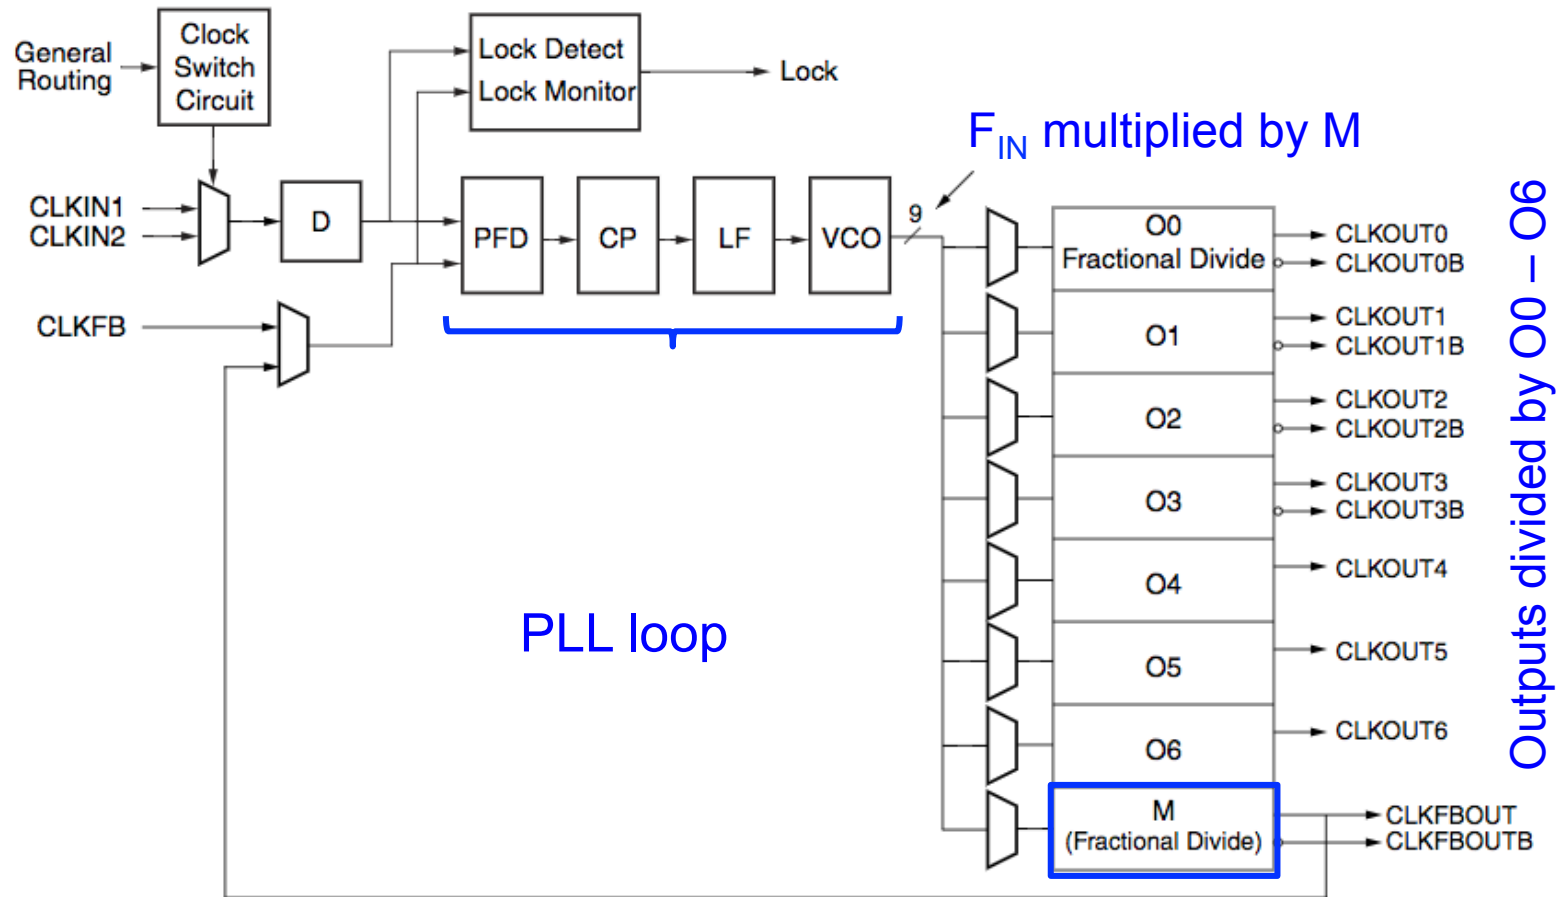 General
Routing
Clock
Switch
Circuit
Lock Detect
Lock Monitor
Lock
F_IN multiplied by M
CLKIN1
CLKIN2
D
PFD
CP
LF
VCO
9
CLKFB
PLL loop
O0
Fractional Divide
O1
O2
O3
O4
O5
O6
M
(Fractional Divide)
CLKOUT0
CLKOUT0B
CLKOUT1
CLKOUT1B
CLKOUT2
CLKOUT2B
CLKOUT3
CLKOUT3B
CLKOUT4
CLKOUT5
CLKOUT6
CLKFBOUT
CLKFBOUTB
Outputs divided by O0 – O6